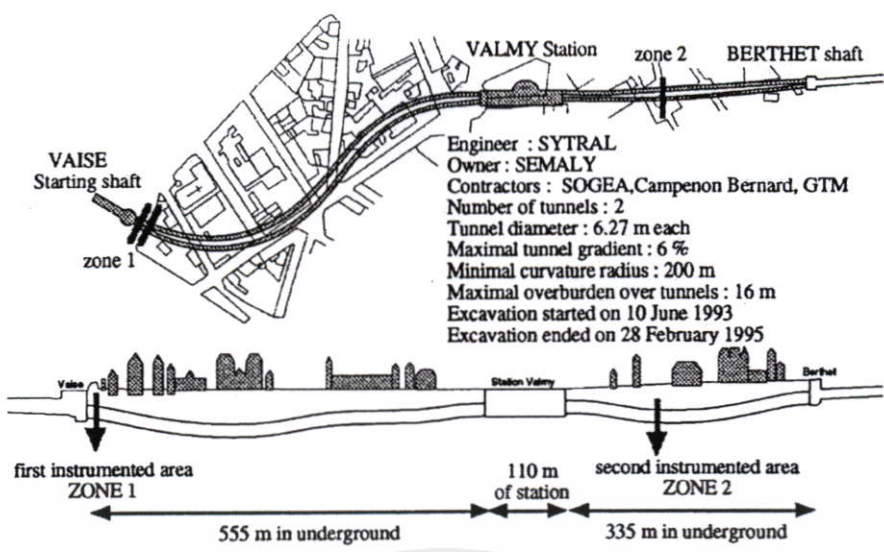 VALMY Station
zone 2
BERTHET shaft
VAISE
Starting shaft
zone 1
Engineer : SYTRAL
Owner : SEMALY
Contractors : SOGEA,Campenon Bernard, GTM
Number of tunnels : 2
Tunnel diameter : 6.27 m each
Maximal tunnel gradient : 6 %
Minimal curvature radius : 200 m
Maximal overburden over tunnels : 16 m
Excavation started on 10 June 1993
Excavation ended on 28 February 1995
Vaise
Station Valmy
Berthet
first instrumented area
ZONE 1
110 m
of station
second instrumented area
ZONE 2
555 m in underground
335 m in underground